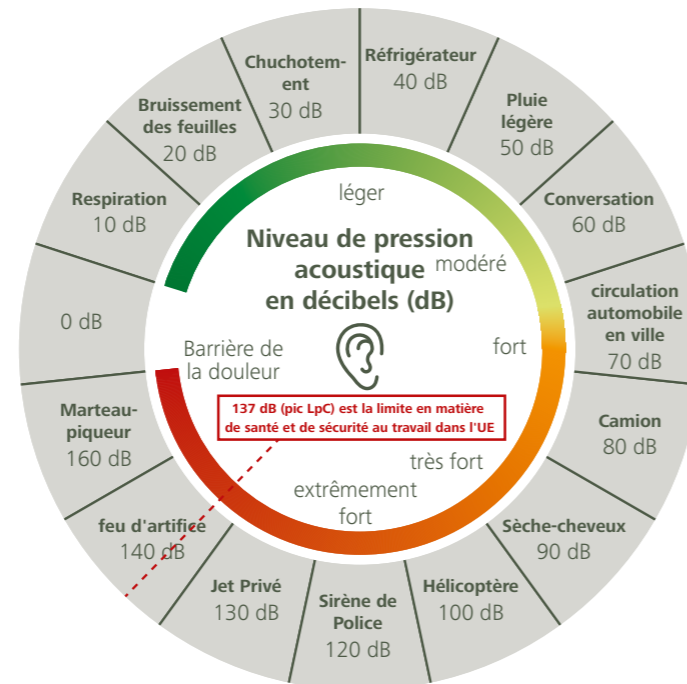 0 dB
Respiration
10 dB
Bruissement
des feuilles
20 dB
Chuchotem-
ent
30 dB
Réfrigérateur
40 dB
Pluie
légère
50 dB
Conversation
60 dB
circulation
automobile
en ville
70 dB
Camion
80 dB
Sèche-cheveux
90 dB
Hélicoptère
100 dB
Sirène de
Police
120 dB
Jet Privé
130 dB
feu d'artifice
140 dB
Marteau-
piqueur
160 dB
léger
Niveau de pression
acoustique
en décibels (dB)
modéré
fort
Barrière de
la douleur
137 dB (pic LpC) est la limite en matière
de santé et de sécurité au travail dans l'UE
très fort
extrêmement
fort